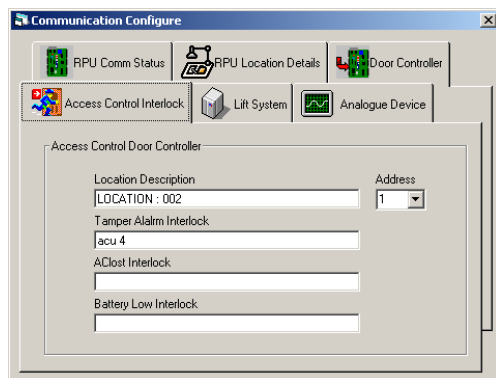 Communication Configure
RPU Comm Status
RPU Location Details
Door Controller
Access Control Interlock
Lift System
Analogue Device
Access Control Door Controller
Location Description
Address
LOCATION : 002
1
Tamper Alalrm Interlock
acu 4
AClost Interlock
Battery Low Interlock